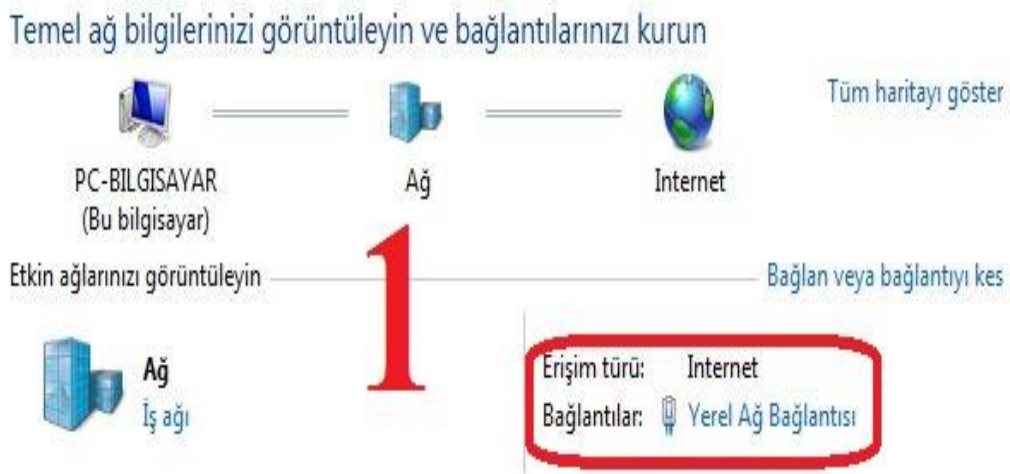 Temel ağ bilgilerinizi görüntüleyin ve bağlantılarınızı kurun
Tüm haritayı göster
PC-BILGISAYAR
(Bu bilgisayar)
Ağ
Internet
1
Etkin ağlarınızı görüntüleyin
Bağlan veya bağlantıyı kes
Ağ
İş ağı
Erişim türü: Internet
Bağlantılar: Yerel Ağ Bağlantısı